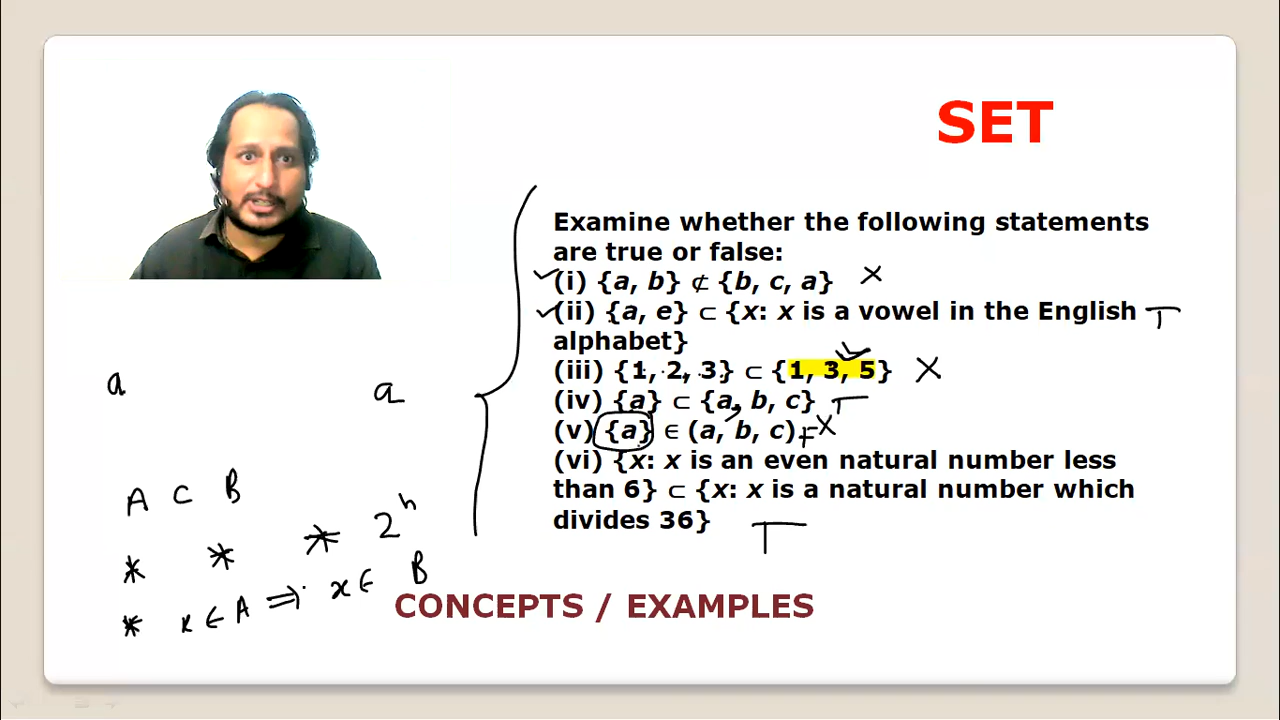 SET
Examine whether the following statements
are true or false:
(i) {a, b} ⊄ {b, c, a} ×
(ii) {a, e} ⊂ {x: x is a vowel in the English T
alphabet}
(iii) {1, 2, 3} ⊂ {1, 3, 5} ×
(iv) {a} ⊂ {a, b, c} T
(v) {a} ∈ (a, b, c) F ×
(vi) {x: x is an even natural number less
than 6} ⊂ {x: x is a natural number which
divides 36} T
a a
A ⊂ B
* * * 2ⁿ
* x ∈ A ⟹ x ∈ B
CONCEPTS / EXAMPLES